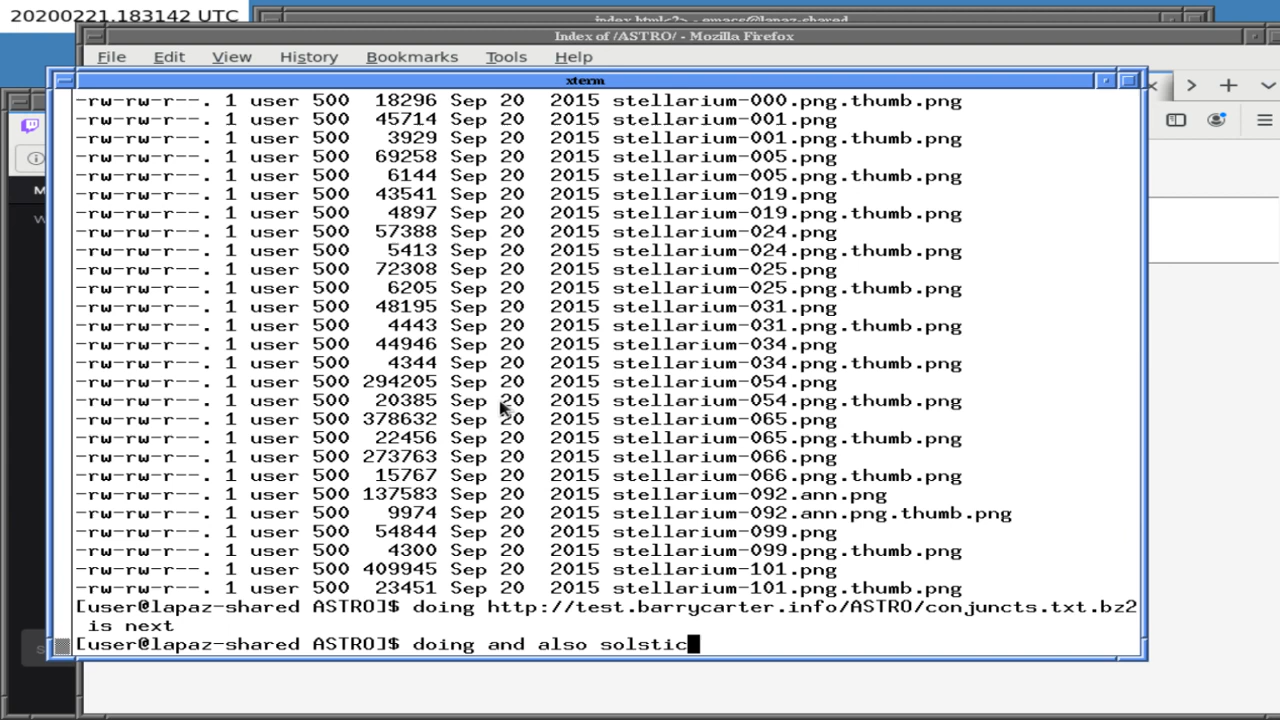 20200221.183142 UTC
index.html<2> - emacs@lapaz-shared
Index of /ASTRO/ - Mozilla Firefox
File Edit View History Bookmarks Tools Help
xterm
-rw-rw-r--. 1 user 500 18296 Sep 20 2015 stellarium-000.png.thumb.png
-rw-rw-r--. 1 user 500 45714 Sep 20 2015 stellarium-001.png
-rw-rw-r--. 1 user 500 3929 Sep 20 2015 stellarium-001.png.thumb.png
-rw-rw-r--. 1 user 500 69258 Sep 20 2015 stellarium-005.png
-rw-rw-r--. 1 user 500 6144 Sep 20 2015 stellarium-005.png.thumb.png
-rw-rw-r--. 1 user 500 43541 Sep 20 2015 stellarium-019.png
-rw-rw-r--. 1 user 500 4897 Sep 20 2015 stellarium-019.png.thumb.png
-rw-rw-r--. 1 user 500 57388 Sep 20 2015 stellarium-024.png
-rw-rw-r--. 1 user 500 5413 Sep 20 2015 stellarium-024.png.thumb.png
-rw-rw-r--. 1 user 500 72308 Sep 20 2015 stellarium-025.png
-rw-rw-r--. 1 user 500 6205 Sep 20 2015 stellarium-025.png.thumb.png
-rw-rw-r--. 1 user 500 48195 Sep 20 2015 stellarium-031.png
-rw-rw-r--. 1 user 500 4443 Sep 20 2015 stellarium-031.png.thumb.png
-rw-rw-r--. 1 user 500 44946 Sep 20 2015 stellarium-034.png
-rw-rw-r--. 1 user 500 4344 Sep 20 2015 stellarium-034.png.thumb.png
-rw-rw-r--. 1 user 500 294205 Sep 20 2015 stellarium-054.png
-rw-rw-r--. 1 user 500 20385 Sep 20 2015 stellarium-054.png.thumb.png
-rw-rw-r--. 1 user 500 378632 Sep 20 2015 stellarium-065.png
-rw-rw-r--. 1 user 500 22456 Sep 20 2015 stellarium-065.png.thumb.png
-rw-rw-r--. 1 user 500 273763 Sep 20 2015 stellarium-066.png
-rw-rw-r--. 1 user 500 15767 Sep 20 2015 stellarium-066.png.thumb.png
-rw-rw-r--. 1 user 500 137583 Sep 20 2015 stellarium-092.ann.png
-rw-rw-r--. 1 user 500 9974 Sep 20 2015 stellarium-092.ann.png.thumb.png
-rw-rw-r--. 1 user 500 54844 Sep 20 2015 stellarium-099.png
-rw-rw-r--. 1 user 500 4300 Sep 20 2015 stellarium-099.png.thumb.png
-rw-rw-r--. 1 user 500 409945 Sep 20 2015 stellarium-101.png
-rw-rw-r--. 1 user 500 23451 Sep 20 2015 stellarium-101.png.thumb.png
[user@lapaz-shared ASTRO]$ doing http://test.barrycarter.info/ASTRO/conjuncts.txt.bz2
is next
[user@lapaz-shared ASTRO]$ doing and also solstic